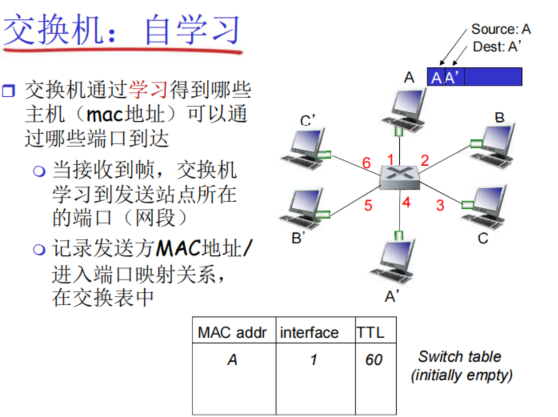 交换机：自学习
交换机通过学习得到哪些
主机（mac地址）可以通
过哪些端口到达
当接收到帧，交换机
学习到发送站点所在
的端口（网段）
记录发送方MAC地址/
进入端口映射关系，
在交换表中
Source: A
Dest: A’
A A’
A
B
C’
6 1 2
5 4 3
B’
C
A’
MAC addr interface TTL
A 1 60
Switch table
(initially empty)